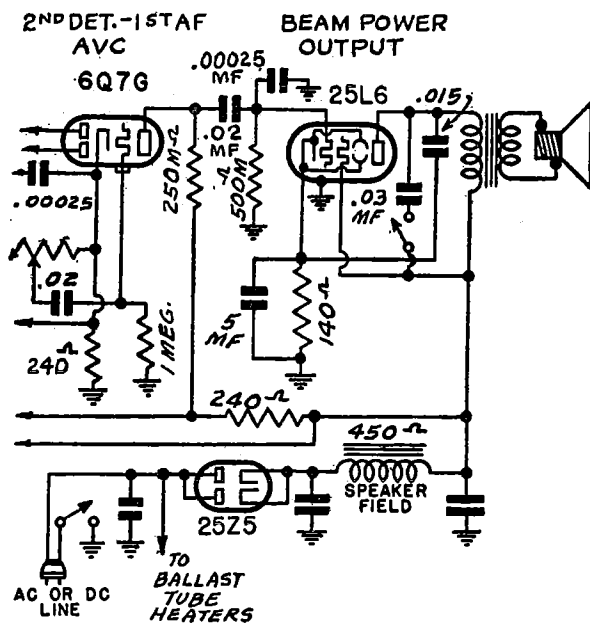 2ND DET.-1ST AF
AVC
6Q7G
BEAM POWER
OUTPUT
.00025
MF
25L6
.015
.02
MF
250M Ω
Ω
500M
.03
MF
.00025
.02
1 MEG.
5
MF
140 Ω
240 Ω
240 Ω
450 Ω
SPEAKER
FIELD
25Z5
TO
BALLAST
TUBE
HEATERS
AC OR DC
LINE